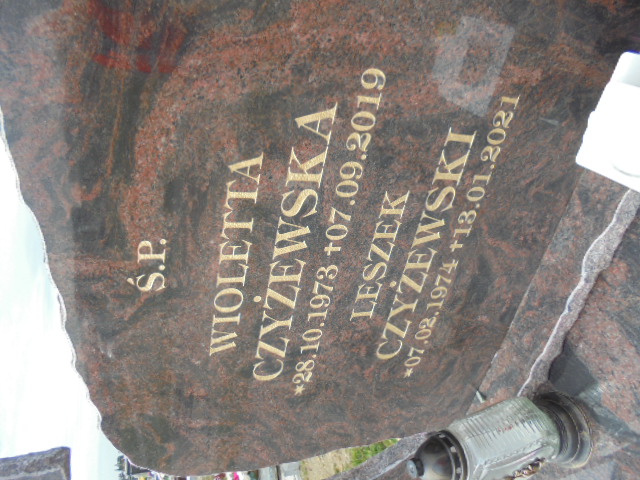 Ś.P.
WIOLETTA
CZYŻEWSKA
*28.10.1973 †07.09.2019
LESZEK
CZYŻEWSKI
*07.02.1974 †13.01.2021